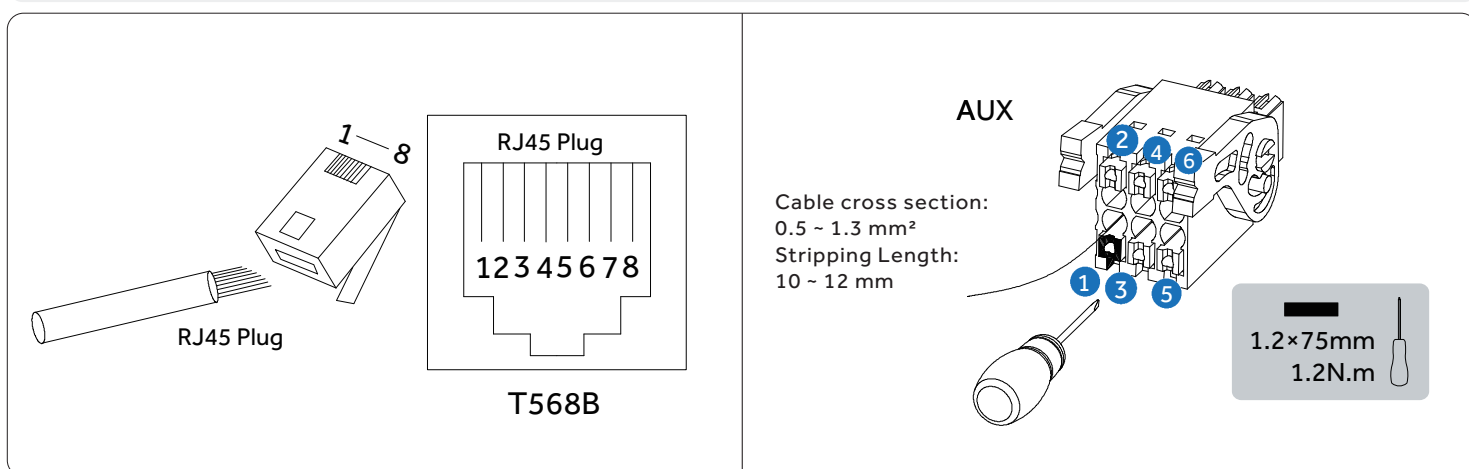 1
8
RJ45 Plug
RJ45 Plug
12345678
T568B
AUX
Cable cross section:
0.5 ~ 1.3 mm²
Stripping Length:
10 ~ 12 mm
2
4
6
1
3
5
1.2×75mm
1.2N.m